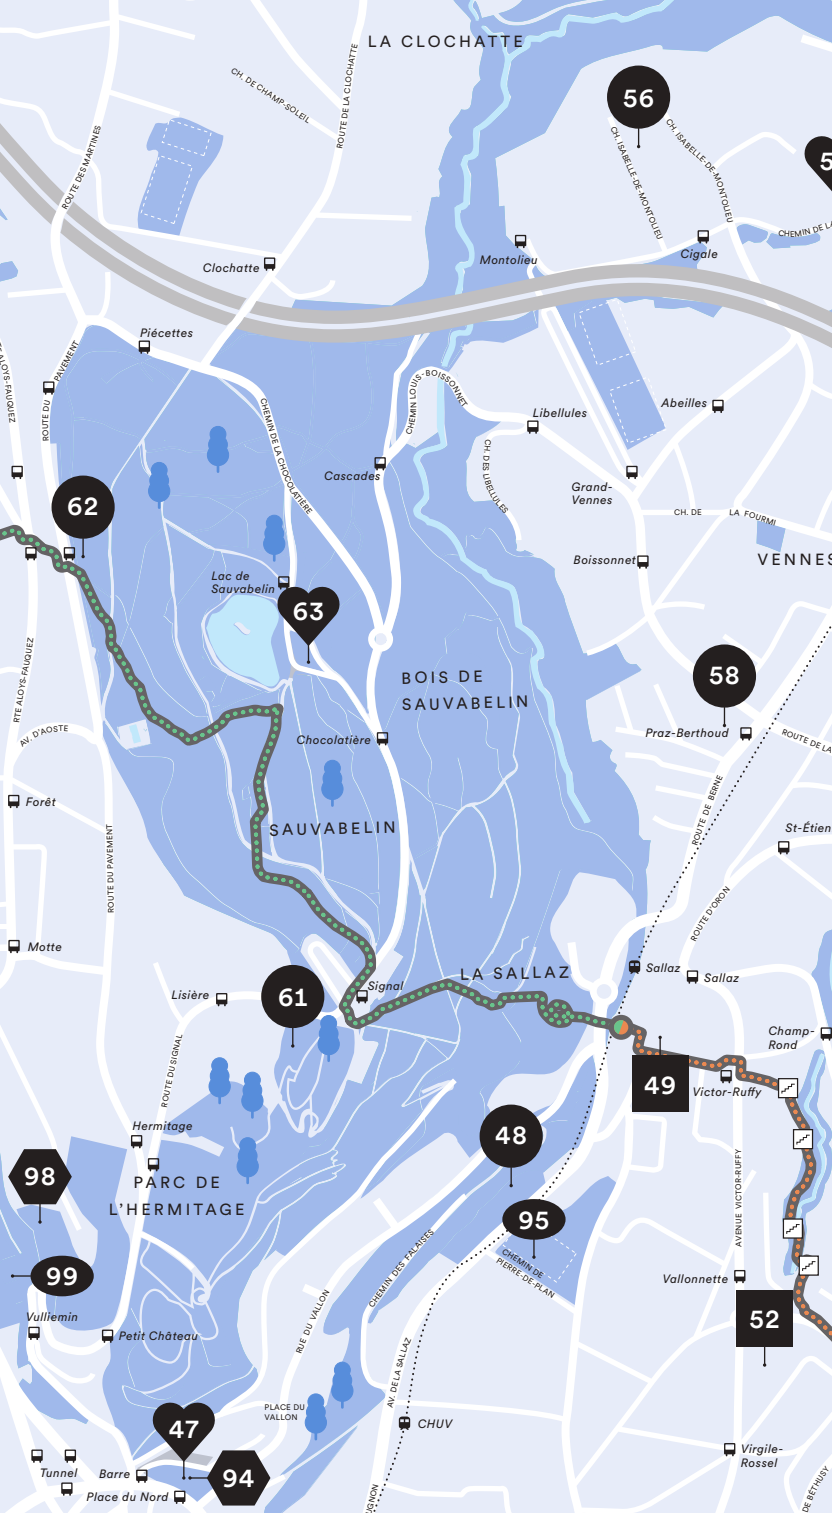 LA CLOCHATTE
CH. DE CHAMP-SOLEIL
ROUTE DE LA CLOCHATTE
56
CH. ISABELLE-DE-MONTOLIEU
CH. ISABELLE-DE-MONTOLIEU
5
ROUTE DES MARTINES
CHEMIN DE LA
Montolieu
Cigale
Clochatte
Piécettes
ROUTE DU PAVEMENT
ALOYS-FAUQUEZ
CHEMIN LOUIS-BOISSONNET
CHEMIN DE LA CHOCOLATIÈRE
Libellules
Abeilles
CH. DES LIBELLULES
Cascades
Grand-
Vennes
62
CH. DE LA FOURMI
Boissonnet
VENNES
Lac de
Sauvabelin
63
RTE ALOYS-FAUQUEZ
BOIS DE
SAUVABELIN
58
Praz-Berthoud
ROUTE DE LA
AV. D'AOSTE
Chocolatière
ROUTE DE BERNE
Forêt
SAUVABELIN
St-Étien
ROUTE DU PAVEMENT
ROUTE D'ORON
Motte
LA SALLAZ
Sallaz
Sallaz
Signal
Lisière
61
Champ-
Rond
ROUTE DU SIGNAL
49
Victor-Ruffy
Hermitage
48
98
PARC DE
L'HERMITAGE
AVENUE VICTOR-RUFFY
95
CHEMIN DE
PIERRE-DE-PLAN
CHEMIN DES FALAISES
99
Vallonnette
Vulliemin
RUE DU VALLON
52
Petit Château
AV. DE LA SALLAZ
PLACE DU
VALLON
47
CHUV
Tunnel
Barre
94
Virgile-
Rossel
Place du Nord
UGNON
DE BÉTHUSY